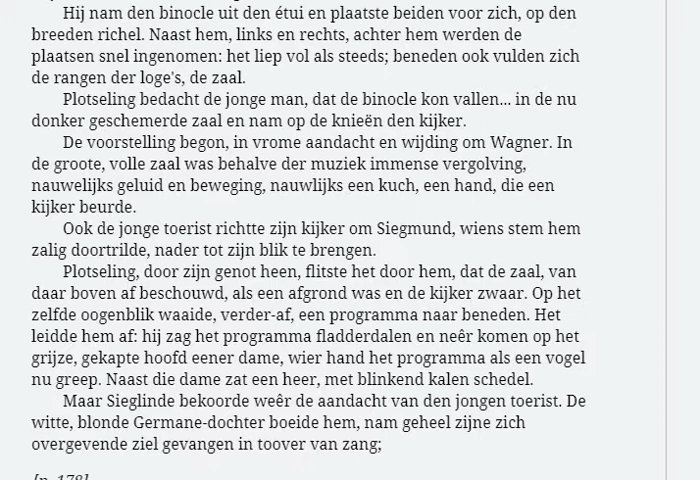 Hij nam den binocle uit den étui en plaatste beiden voor zich, op den
breeden richel. Naast hem, links en rechts, achter hem werden de
plaatsen snel ingenomen: het liep vol als steeds; beneden ook vulden zich
de rangen der loge's, de zaal.
Plotseling bedacht de jonge man, dat de binocle kon vallen... in de nu
donker geschemerde zaal en nam op de knieën den kijker.
De voorstelling begon, in vrome aandacht en wijding om Wagner. In
de groote, volle zaal was behalve der muziek immense vergolving,
nauwelijks geluid en beweging, nauwlijks een kuch, een hand, die een
kijker beurde.
Ook de jonge toerist richtte zijn kijker om Siegmund, wiens stem hem
zalig doortrilde, nader tot zijn blik te brengen.
Plotseling, door zijn genot heen, flitste het door hem, dat de zaal, van
daar boven af beschouwd, als een afgrond was en de kijker zwaar. Op het
zelfde oogenblik waaide, verder-af, een programma naar beneden. Het
leidde hem af: hij zag het programma fladderdalen en neêr komen op het
grijze, gekapte hoofd eener dame, wier hand het programma als een vogel
nu greep. Naast die dame zat een heer, met blinkend kalen schedel.
Maar Sieglinde bekoorde weêr de aandacht van den jongen toerist. De
witte, blonde Germane-dochter boeide hem, nam geheel zijne zich
overgevende ziel gevangen in toover van zang;
[p. 178]